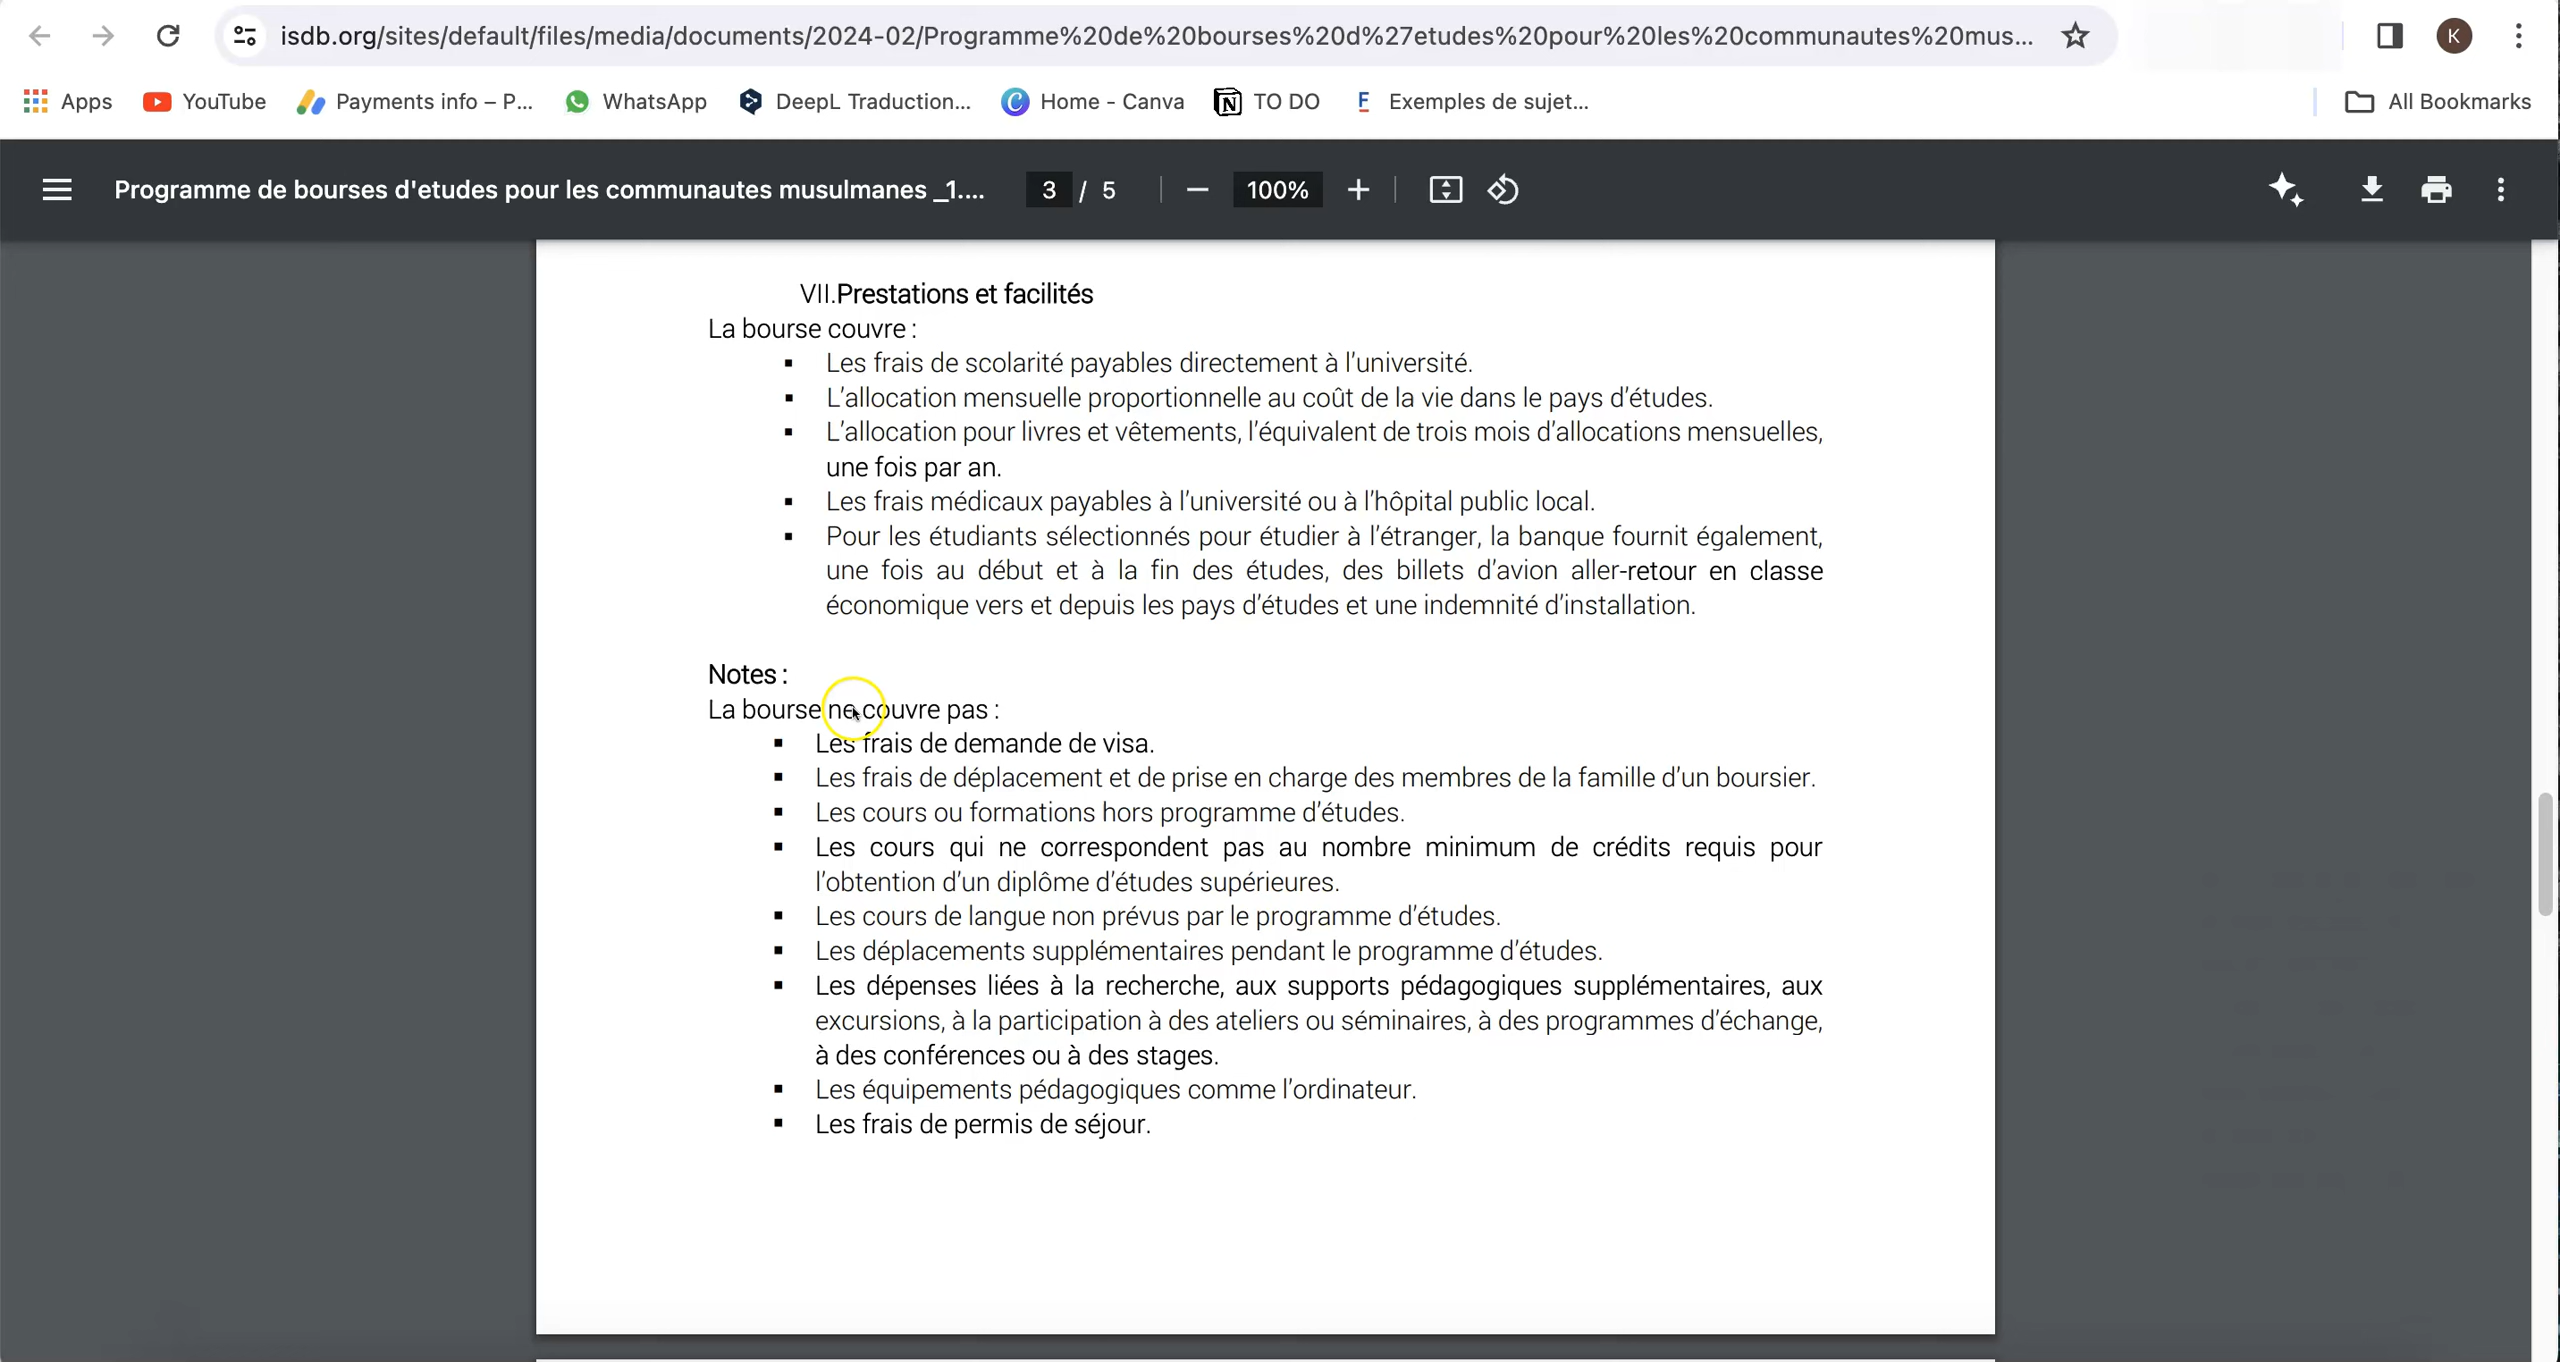 isdb.org/sites/default/files/media/documents/2024-02/Programme%20de%20bourses%20d%27etudes%20pour%20les%20communautes%20mus...
K
Apps YouTube Payments info – P... WhatsApp DeepL Traduction... Home - Canva TO DO Exemples de sujet... All Bookmarks
Programme de bourses d'etudes pour les communautes musulmanes _1.... 3 / 5 100%
VII.Prestations et facilités
La bourse couvre :
▪ Les frais de scolarité payables directement à l’université.
▪ L’allocation mensuelle proportionnelle au coût de la vie dans le pays d’études.
▪ L’allocation pour livres et vêtements, l’équivalent de trois mois d’allocations mensuelles,
une fois par an.
▪ Les frais médicaux payables à l’université ou à l’hôpital public local.
▪ Pour les étudiants sélectionnés pour étudier à l’étranger, la banque fournit également,
une fois au début et à la fin des études, des billets d’avion aller-retour en classe
économique vers et depuis les pays d’études et une indemnité d’installation.
Notes :
La bourse ne couvre pas :
▪ Les frais de demande de visa.
▪ Les frais de déplacement et de prise en charge des membres de la famille d’un boursier.
▪ Les cours ou formations hors programme d’études.
▪ Les cours qui ne correspondent pas au nombre minimum de crédits requis pour
l’obtention d’un diplôme d’études supérieures.
▪ Les cours de langue non prévus par le programme d’études.
▪ Les déplacements supplémentaires pendant le programme d’études.
▪ Les dépenses liées à la recherche, aux supports pédagogiques supplémentaires, aux
excursions, à la participation à des ateliers ou séminaires, à des programmes d’échange,
à des conférences ou à des stages.
▪ Les équipements pédagogiques comme l’ordinateur.
▪ Les frais de permis de séjour.